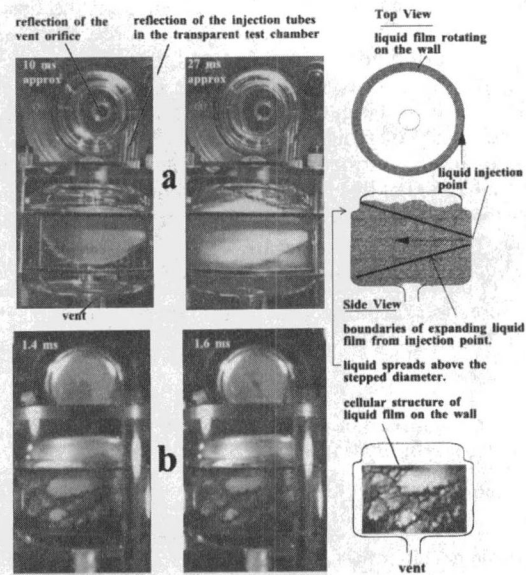 reflection of the
vent orifice
reflection of the injection tubes
in the transparent test chamber
10 ms
approx
27 ms
approx
a
vent
1.4 ms
1.6 ms
b
Top View
liquid film rotating
on the wall
liquid injection
point
Side View
boundaries of expanding liquid
film from injection point.
liquid spreads above the
stepped diameter.
cellular structure of
liquid film on the wall
vent